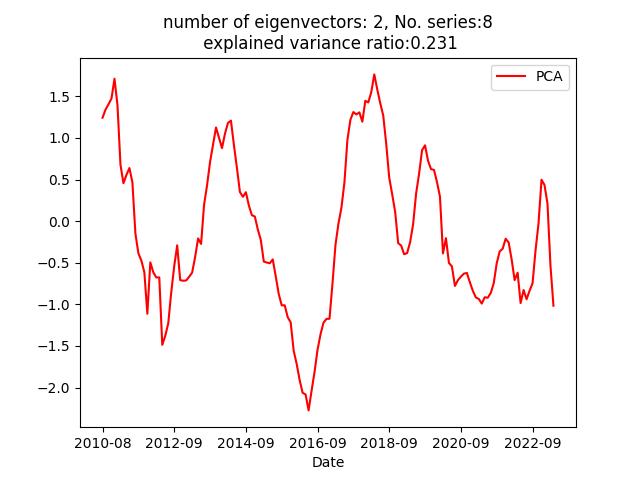 number of eigenvectors: 2, No. series:8
explained variance ratio:0.231
PCA
1.5
1.0
0.5
0.0
−0.5
−1.0
−1.5
−2.0
2010-08 2012-09 2014-09 2016-09 2018-09 2020-09 2022-09
Date